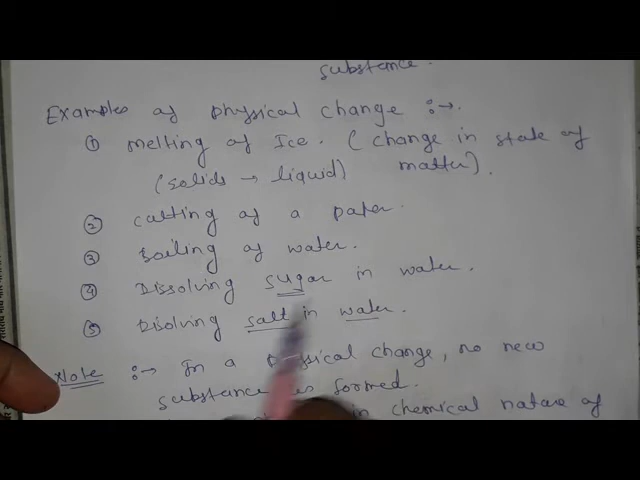 substance.
Examples of physical change :→.
① melting of Ice. (change in state of
(solids → liquid) matter).
② cutting of a paper.
③ boiling of water.
④ Dissolving sugar in water.
⑤ Disolving salt in water.
Note :→ In a physical change, no new
substance is formed.
in chemical nature of